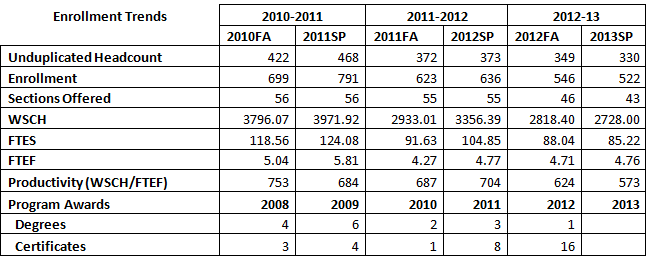 Enrollment Trends 2010-2011 2011-2012 2012-13
2010FA 2011SP 2011FA 2012SP 2012FA 2013SP
Unduplicated Headcount 422 468 372 373 349 330
Enrollment 699 791 623 636 546 522
Sections Offered 56 56 55 55 46 43
WSCH 3796.07 3971.92 2933.01 3356.39 2818.40 2728.00
FTES 118.56 124.08 91.63 104.85 88.04 85.22
FTEF 5.04 5.81 4.27 4.77 4.71 4.76
Productivity (WSCH/FTEF) 753 684 687 704 624 573
Program Awards 2008 2009 2010 2011 2012 2013
Degrees 4 6 2 3 1
Certificates 3 4 1 8 16